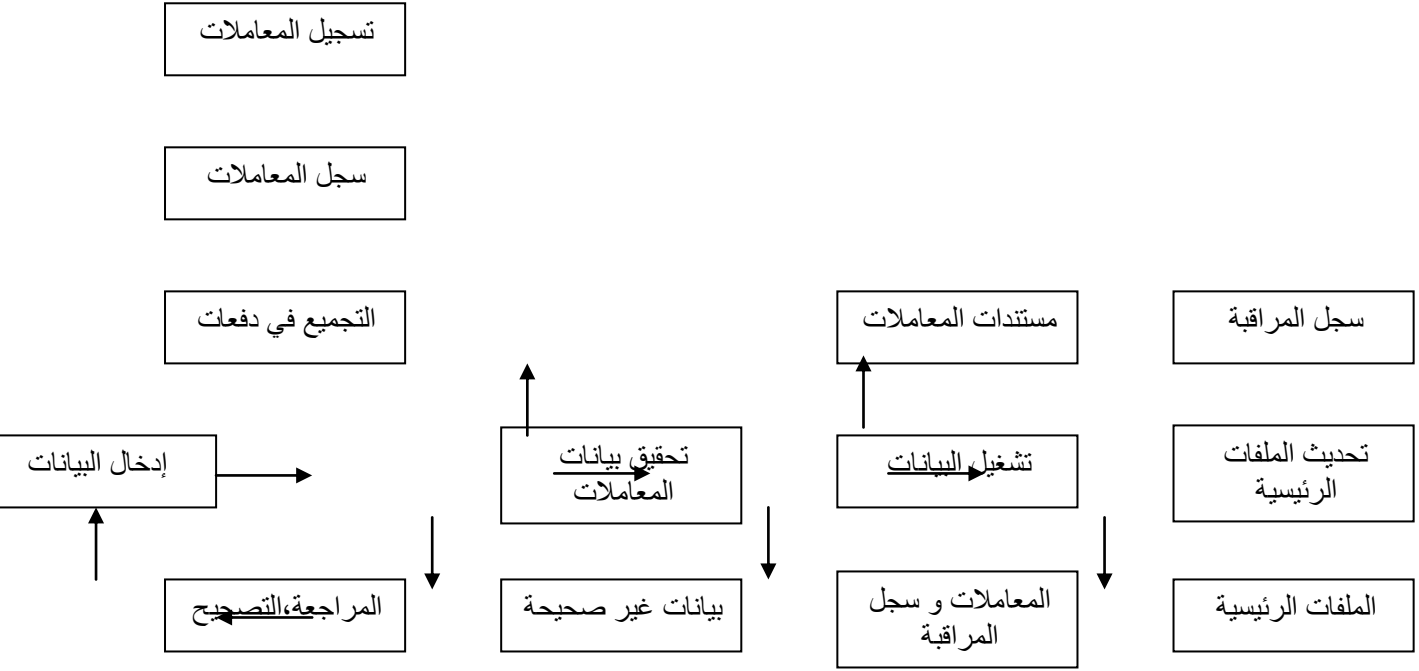 تسجيل المعاملات
سجل المعاملات
التجميع في دفعات
مستندات المعاملات
سجل المراقبة
إدخال البيانات
تحقيق بيانات
المعاملات
تشغيل البيانات
تحديث الملفات
الرئيسية
المراجعة،التصحيح
بيانات غير صحيحة
المعاملات و سجل
المراقبة
الملفات الرئيسية